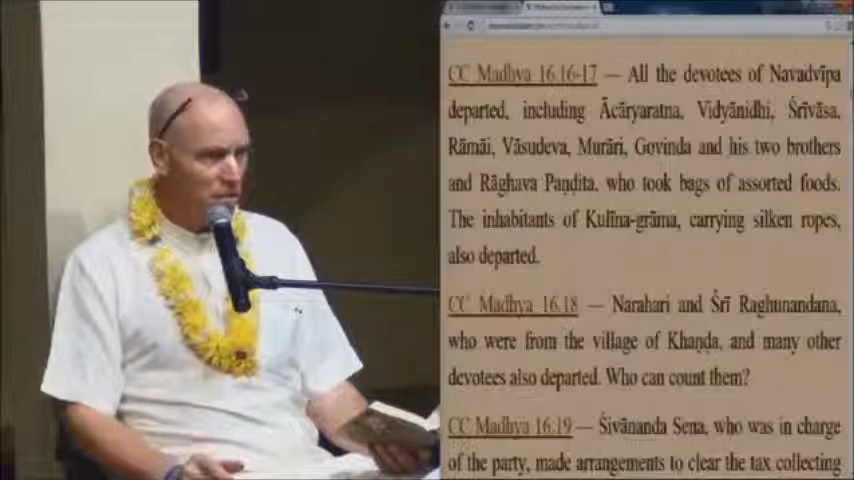 CC Madhya 16.16-17 — All the devotees of Navadvīpa
departed, including Ācāryaratna, Vidyānidhi, Śrīvāsa,
Rāmāi, Vāsudeva, Murāri, Govinda and his two brothers
and Rāghava Paṇḍita, who took bags of assorted foods.
The inhabitants of Kulīna-grāma, carrying silken ropes,
also departed.
CC Madhya 16.18 — Narahari and Śrī Raghunandana,
who were from the village of Khaṇḍa, and many other
devotees also departed. Who can count them?
CC Madhya 16.19 — Śivānanda Sena, who was in charge
of the party, made arrangements to clear the tax collecting